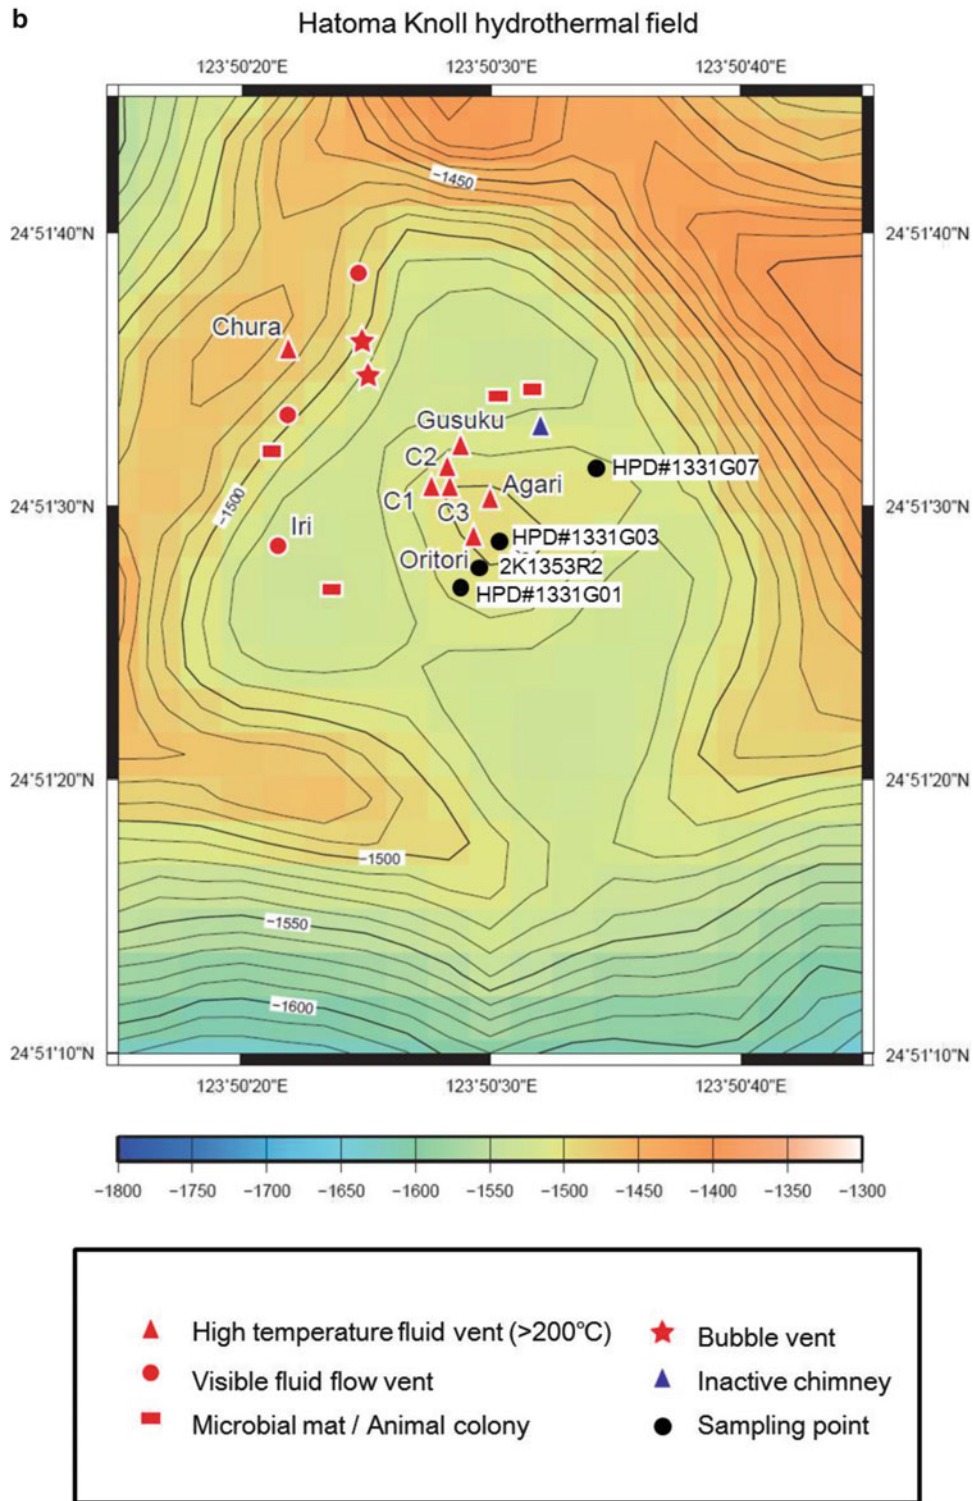 b
Hatoma Knoll hydrothermal field
123°50'20"E 123°50'30"E 123°50'40"E
−1450
24°51'40"N 24°51'40"N
Chura
Gusuku
C2
HPD#1331G07
−1500
24°51'30"N 24°51'30"N
C1
Agari
C3
Iri
HPD#1331G03
Oritori
2K1353R2
HPD#1331G01
24°51'20"N 24°51'20"N
−1500
−1550
−1600
24°51'10"N 24°51'10"N
123°50'20"E 123°50'30"E 123°50'40"E
−1800 −1750 −1700 −1650 −1600 −1550 −1500 −1450 −1400 −1350 −1300
High temperature fluid vent (>200°C)
Bubble vent
Visible fluid flow vent
Inactive chimney
Microbial mat / Animal colony
Sampling point